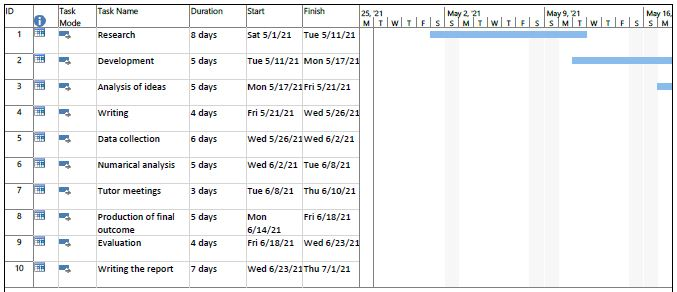 ID Task Mode Task Name Duration Start Finish 25, '21 May 2, '21 May 9, '21 May 16,
M T W T F S S M T W T F S S M T W T F S S M
1 Research 8 days Sat 5/1/21 Tue 5/11/21
2 Development 5 days Tue 5/11/21 Mon 5/17/21
3 Analysis of ideas 5 days Mon 5/17/21 Fri 5/21/21
4 Writing 4 days Fri 5/21/21 Wed 5/26/21
5 Data collection 6 days Wed 5/26/21 Wed 6/2/21
6 Numarical analysis 5 days Wed 6/2/21 Tue 6/8/21
7 Tutor meetings 3 days Tue 6/8/21 Thu 6/10/21
8 Production of final outcome 5 days Mon 6/14/21 Fri 6/18/21
9 Evaluation 4 days Fri 6/18/21 Wed 6/23/21
10 Writing the report 7 days Wed 6/23/21 Thu 7/1/21